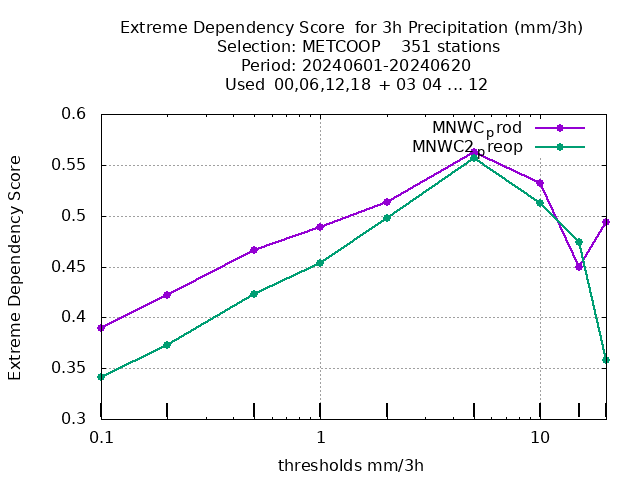 Extreme Dependency Score  for 3h Precipitation (mm/3h)
Selection: METCOOP    351 stations
Period: 20240601-20240620
Used  00,06,12,18 + 03 04 ... 12
MNWCprod
MNWC2preop
0.6
0.55
0.5
0.45
0.4
0.35
0.3
Extreme Dependency Score
0.1
1
10
thresholds mm/3h